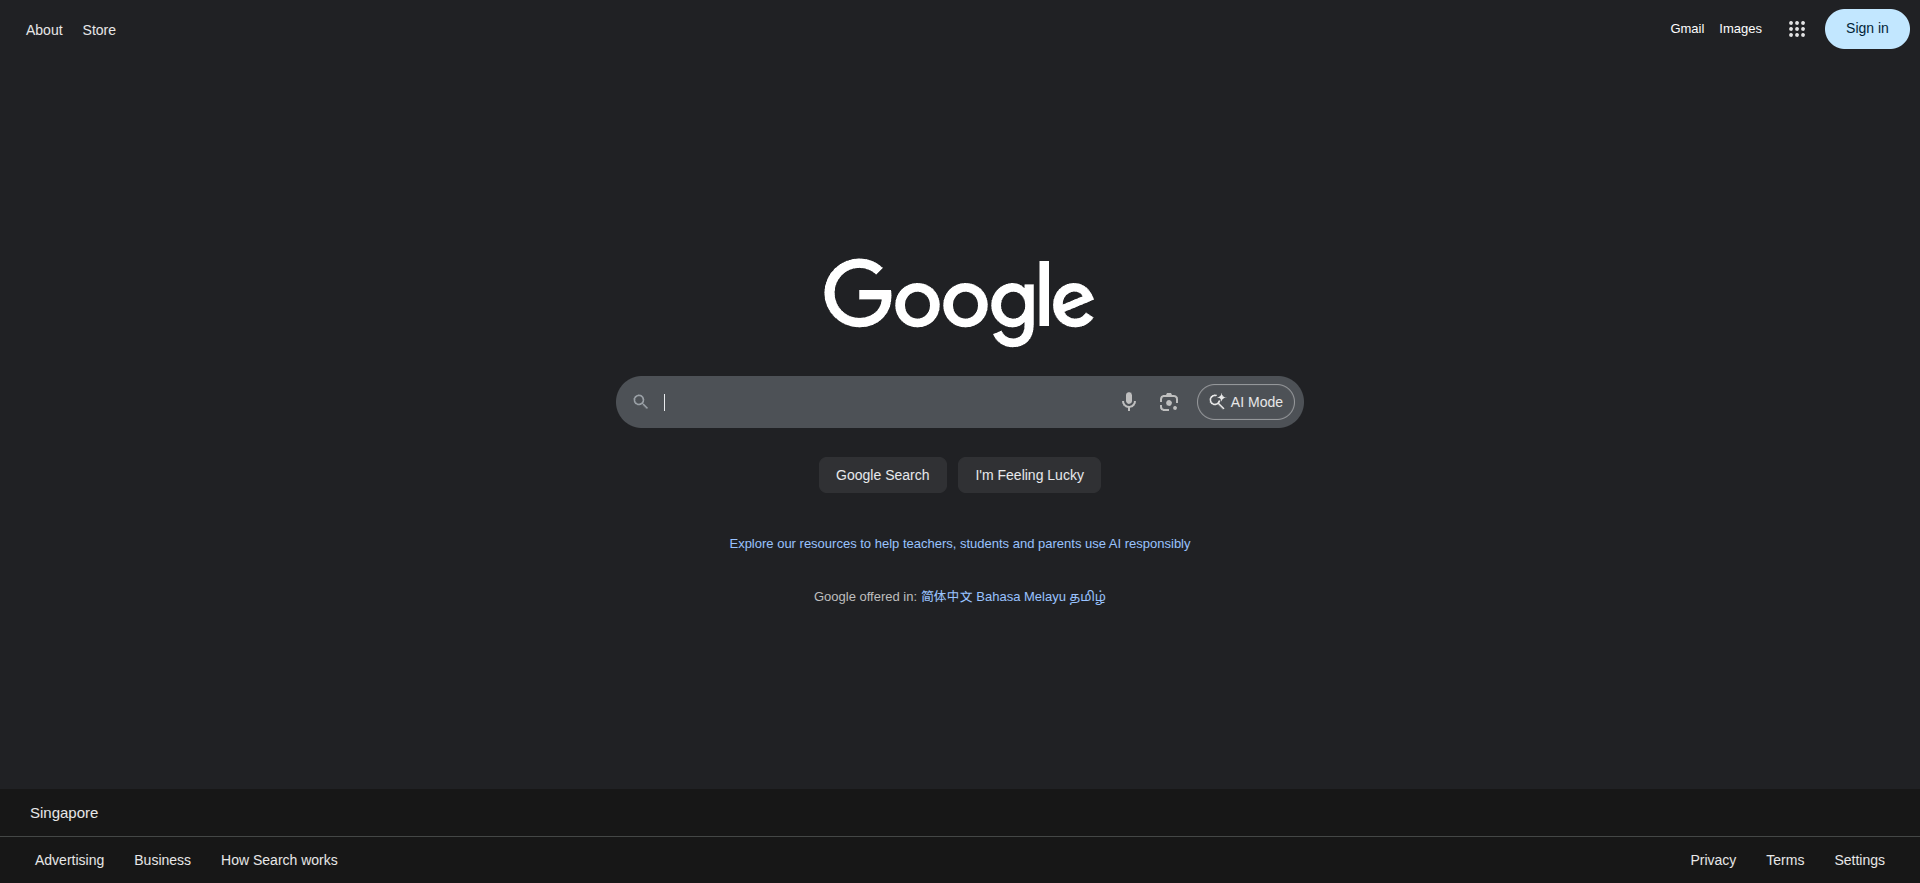 About Store
Gmail Images Sign in
Google
AI Mode
Google Search I'm Feeling Lucky
Explore our resources to help teachers, students and parents use AI responsibly
Google offered in: 简体中文 Bahasa Melayu தமிழ்
Singapore
Advertising Business How Search works
Privacy Terms Settings